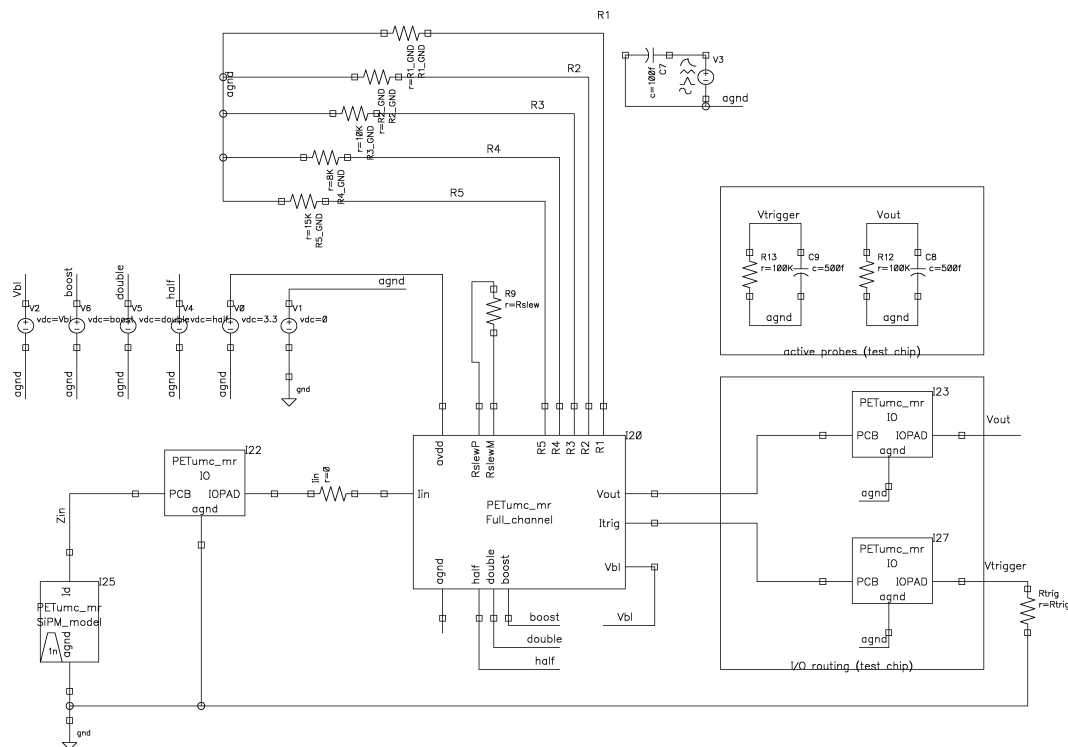 R1
r=R1_GND
R1_GND
R2
agnd
r=R2_GND
R2_GND
R3
r=10K
R3_GND
R4
r=8K
R4_GND
R5
r=15K
R5_GND
c=100f
C7
V3
agnd
Vtrigger
R13
r=100K
C9
c=500f
agnd
Vout
R12
r=100K
C8
c=500f
agnd
active probes (test chip)
Vbl
V2
vdc=Vbl
agnd
boost
V6
vdc=boost
agnd
double
V5
vdc=double
agnd
half
V4
vdc=half
agnd
V0
vdc=3.3
agnd
agnd
V1
vdc=0
gnd
R9
r=Rslew
I20
avdd
RslewP
RslewM
R5
R4
R3
R2
R1
Iin
PETumc_mr
Full_channel
Vout
Itrig
Vbl
agnd
half
double
boost
boost
double
half
Vbl
I22
PETumc_mr
IO
PCB IOPAD
agnd
Iin
r=0
Zin
I25
Id
PETumc_mr
SiPM_model
agnd
1n
gnd
I23
PETumc_mr
IO
PCB IOPAD
agnd
agnd
Vout
I27
PETumc_mr
IO
PCB IOPAD
agnd
agnd
Vtrigger
Rtrig
r=Rtrig
I/O routing (test chip)